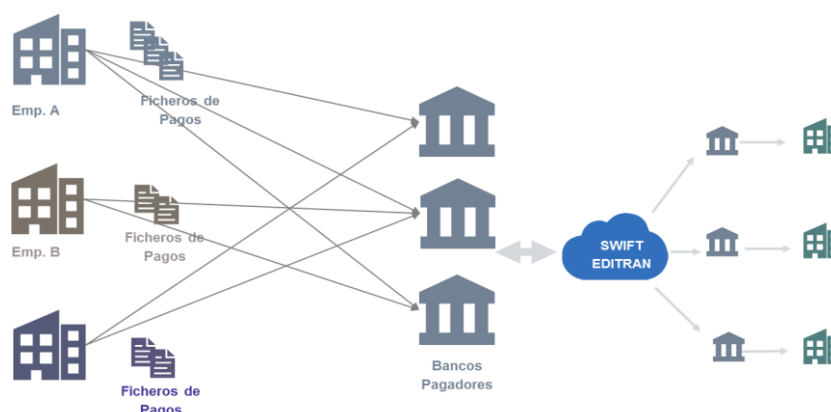 Ficheros de
Pagos
Emp. A
SWIFT
EDITRAN
Ficheros de
Pagos
Emp. B
Bancos
Pagadores
Ficheros de
Pagos